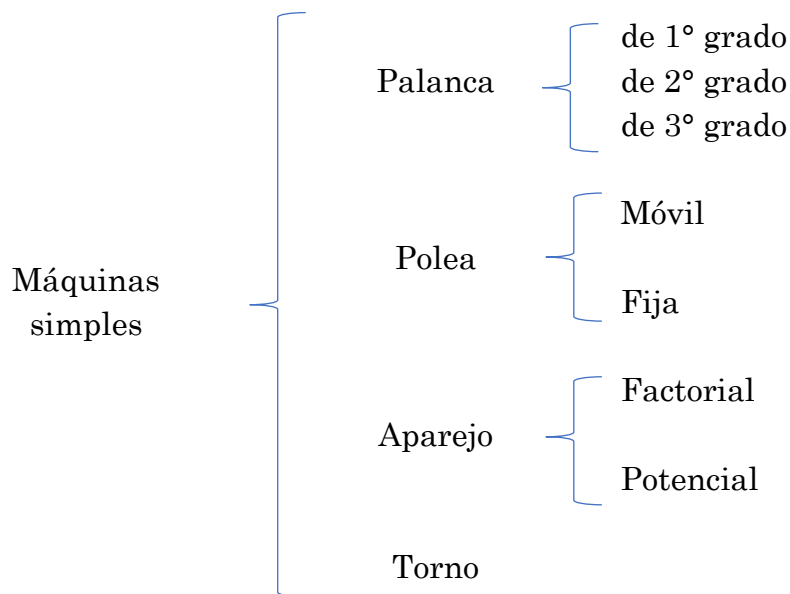 Máquinas
simples
Palanca
de 1° grado
de 2° grado
de 3° grado
Polea
Móvil
Fija
Aparejo
Factorial
Potencial
Torno